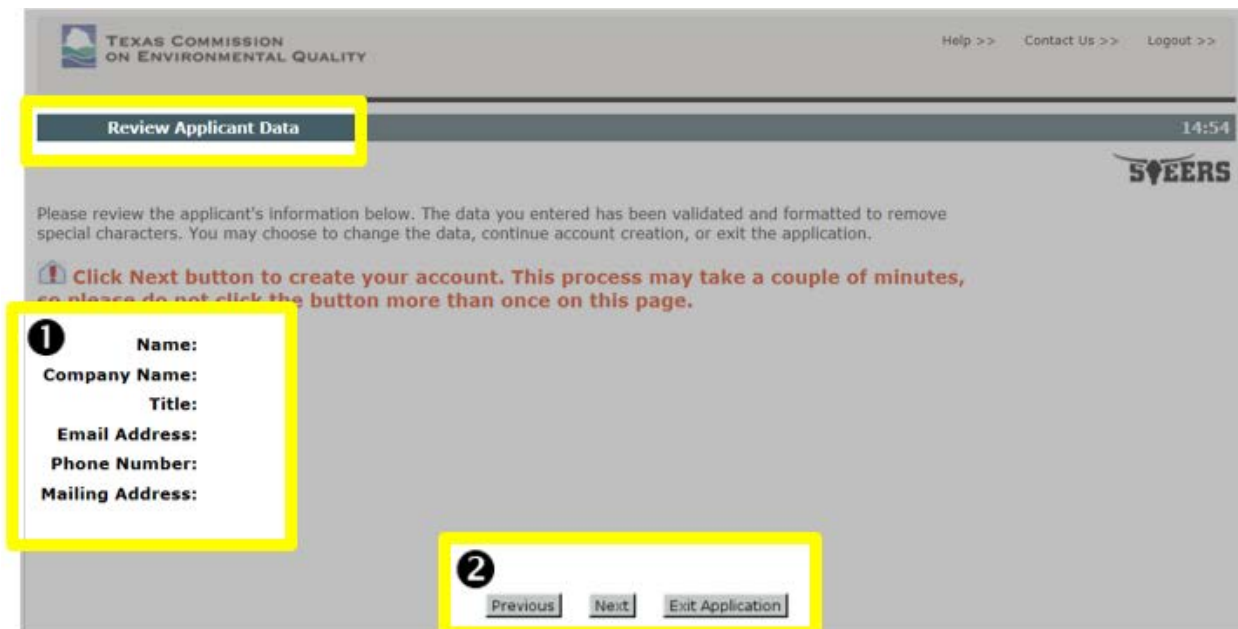 TEXAS COMMISSION
ON ENVIRONMENTAL QUALITY
Help >> Contact Us >> Logout >>
Review Applicant Data 14:54
STEERS
Please review the applicant's information below. The data you entered has been validated and formatted to remove
special characters. You may choose to change the data, continue account creation, or exit the application.
Click Next button to create your account. This process may take a couple of minutes,
so please do not click the button more than once on this page.
1
Name:
Company Name:
Title:
Email Address:
Phone Number:
Mailing Address:
2
Previous Next Exit Application